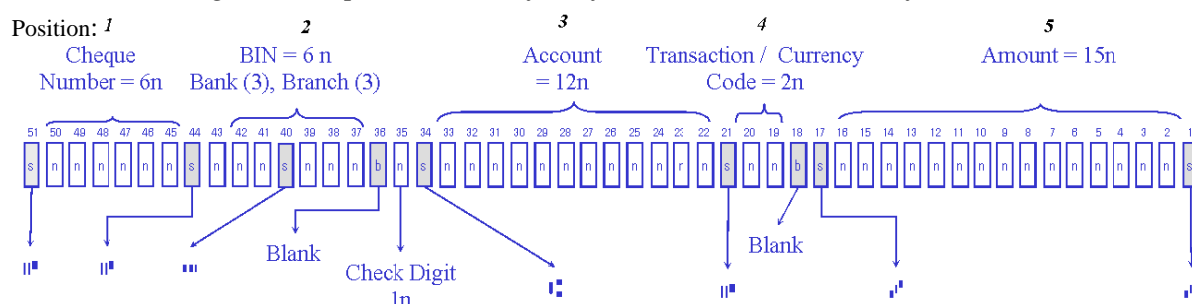 Position: 1 2 3 4 5
Cheque BIN = 6 n Account Transaction / Currency Amount = 15n
Number = 6n Bank (3), Branch (3) = 12n Code = 2n
51 50 49 48 47 46 45 44 43 42 41 40 39 38 37 36 35 34 33 32 31 30 29 28 27 26 25 24 23 22 21 20 19 18 17 16 15 14 13 12 11 10 9 8 7 6 5 4 3 2 1
s n n n n n n s n n n s n n n b n s n n n n n n n n n n r n s n n b s n n n n n n n n n n n n n n n s
Blank Blank
Check Digit
1n